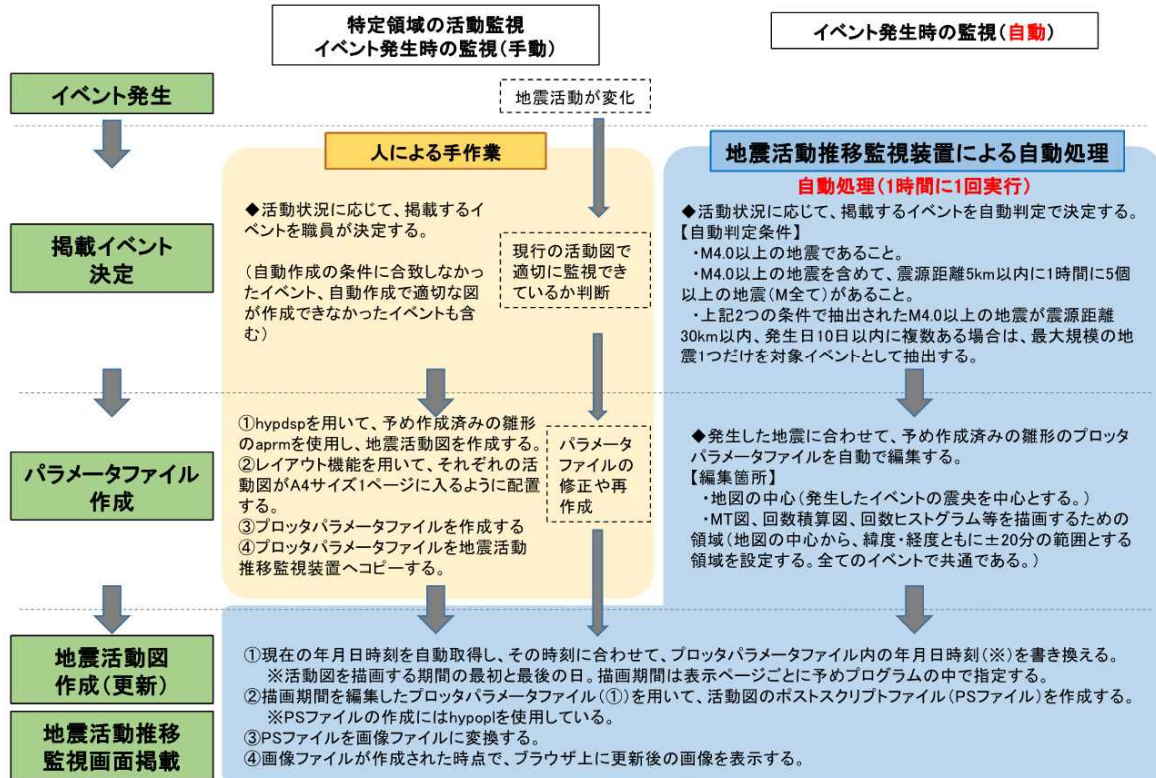 特定領域の活動監視
イベント発生時の監視(手動)
イベント発生時の監視(自動)
イベント発生
地震活動が変化
人による手作業
地震活動推移監視装置による自動処理
自動処理(1時間に1回実行)
掲載イベント
決定
◆活動状況に応じて、掲載するイ
ベントを職員が決定する。
(自動作成の条件に合致しなかっ
たイベント、自動作成で適切な図
が作成できなかったイベントも含
む)
現行の活動図で
適切に監視でき
ているか判断
◆活動状況に応じて、掲載するイベントを自動判定で決定する。
【自動判定条件】
・M4.0以上の地震であること。
・M4.0以上の地震を含めて、震源距離5km以内に1時間に5個
以上の地震(M全て)があること。
・上記2つの条件で抽出されたM4.0以上の地震が震源距離
30km以内、発生日10日以内に複数ある場合は、最大規模の地
震1つだけを対象イベントとして抽出する。
パラメータファイル
作成
①hypdspを用いて、予め作成済みの雛形
のaprmを使用し、地震活動図を作成する。
②レイアウト機能を用いて、それぞれの活
動図がA4サイズ1ページに入るように配置
する。
③プロッタパラメータファイルを作成する
④プロッタパラメータファイルを地震活動
推移監視装置へコピーする。
パラメータ
ファイルの
修正や再
作成
◆発生した地震に合わせて、予め作成済みの雛形のプロッタ
パラメータファイルを自動で編集する。
【編集箇所】
・地図の中心(発生したイベントの震央を中心とする。)
・MT図、回数積算図、回数ヒストグラム等を描画するための
領域(地図の中心から、緯度・経度ともに±20分の範囲とする
領域を設定する。全てのイベントで共通である。)
地震活動図
作成(更新)
地震活動推移
監視画面掲載
①現在の年月日時刻を自動取得し、その時刻に合わせて、プロッタパラメータファイル内の年月日時刻(※)を書き換える。
※活動図を描画する期間の最初と最後の日。描画期間は表示ページごとに予めプログラムの中で指定する。
②描画期間を編集したプロッタパラメータファイル(①)を用いて、活動図のポストスクリプトファイル(PSファイル)を作成する。
※PSファイルの作成にはhypoplを使用している。
③PSファイルを画像ファイルに変換する。
④画像ファイルが作成された時点で、ブラウザ上に更新後の画像を表示する。